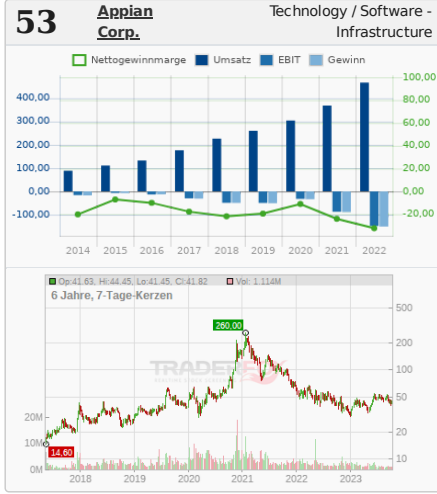 53
Appian Corp.
Technology / Software - Infrastructure
Nettogewinnmarge Umsatz EBIT Gewinn
400,00
300,00
200,00
100,00
0,00
-100,00
100,00
80,00
60,00
40,00
20,00
0,00
-20,00
2014 2015 2016 2017 2018 2019 2020 2021 2022
Op:41.63, Hi:44.45, Lo:41.45, Cl:41.82 Vol: 1.114M
6 Jahre, 7-Tage-Kerzen
260.00
14.60
500
200
100
50
20
10
20M
10M
0M
2018 2019 2020 2021 2022 2023